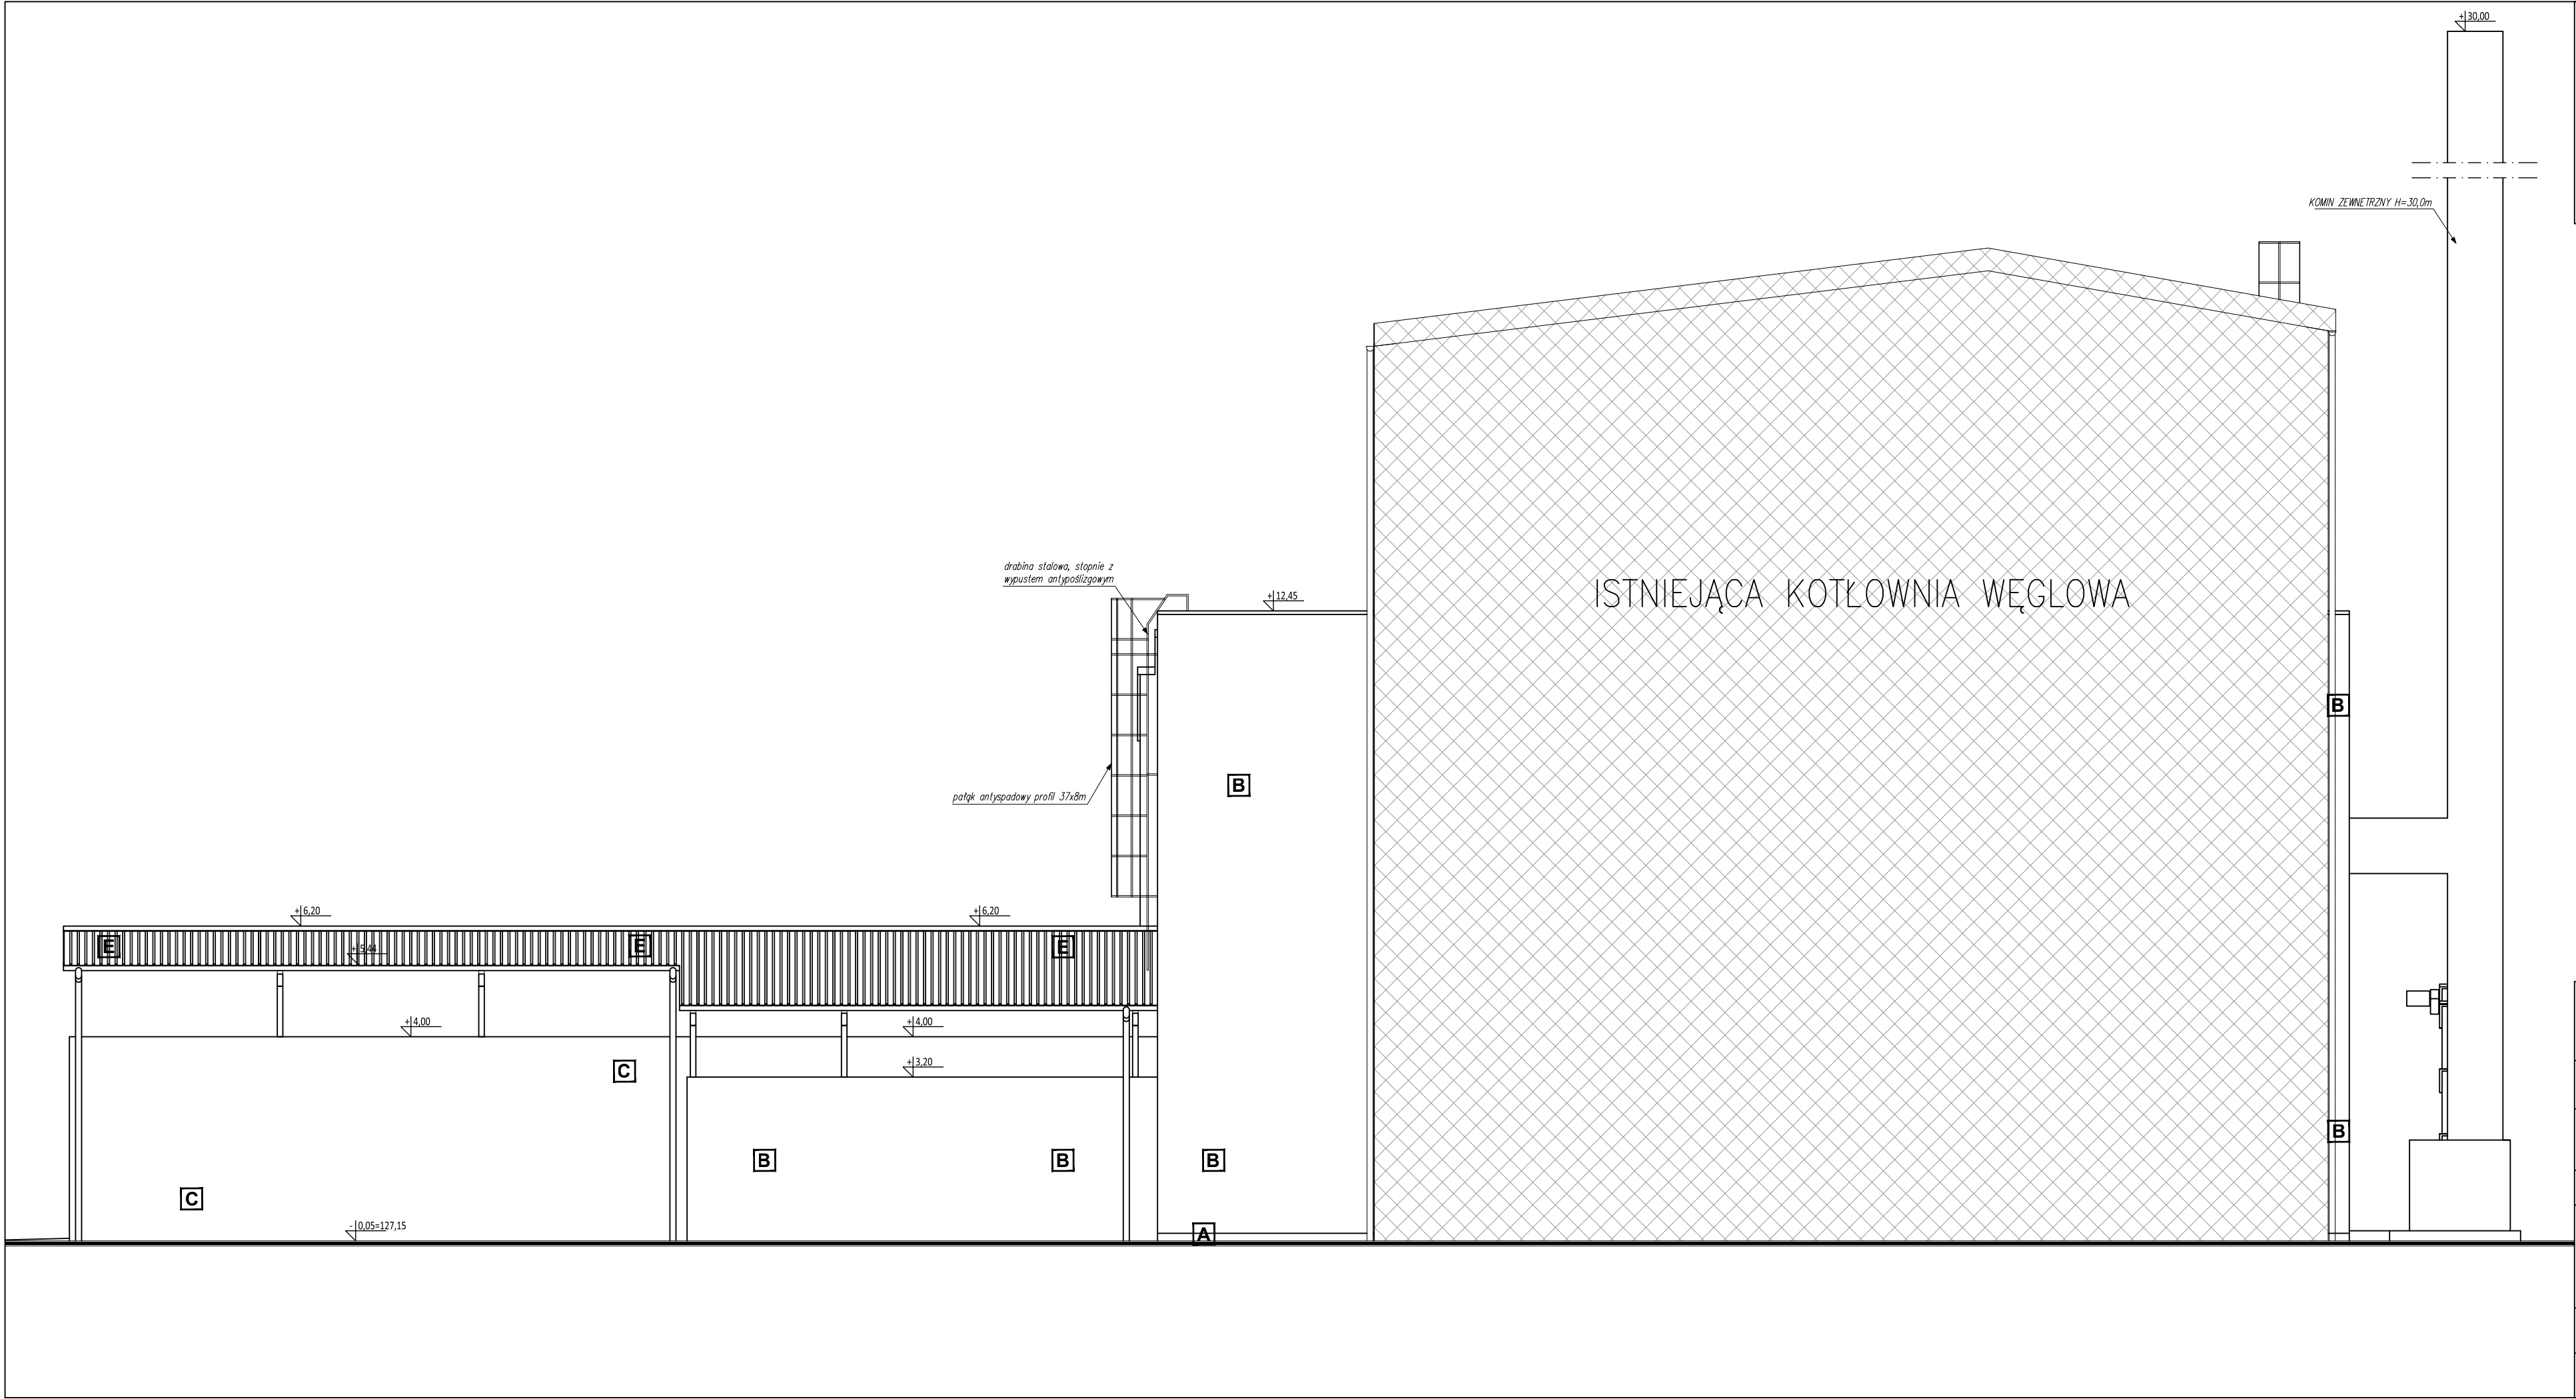 +30,00
KOMIN ZEWNETRZNY H=30,0m
drabina stalowa, stopnie z
wypustem antypoślizgowym
+12,45
ISTNIEJĄCA KOTŁOWNIA WĘGLOWA
B
B
pałąk antyspadowy profil 37x8m
+6,20
+6,20
E
E
E
+5,44
+4,00
+4,00
+3,20
C
B
B
B
B
C
-0,05=127,15
A